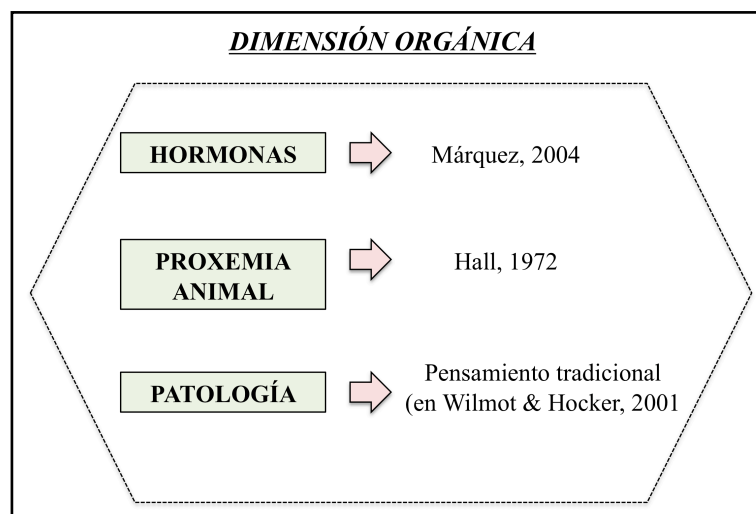 DIMENSIÓN ORGÁNICA
HORMONAS
Márquez, 2004
PROXEMIA
ANIMAL
Hall, 1972
PATOLOGÍA
Pensamiento tradicional
(en Wilmot & Hocker, 2001